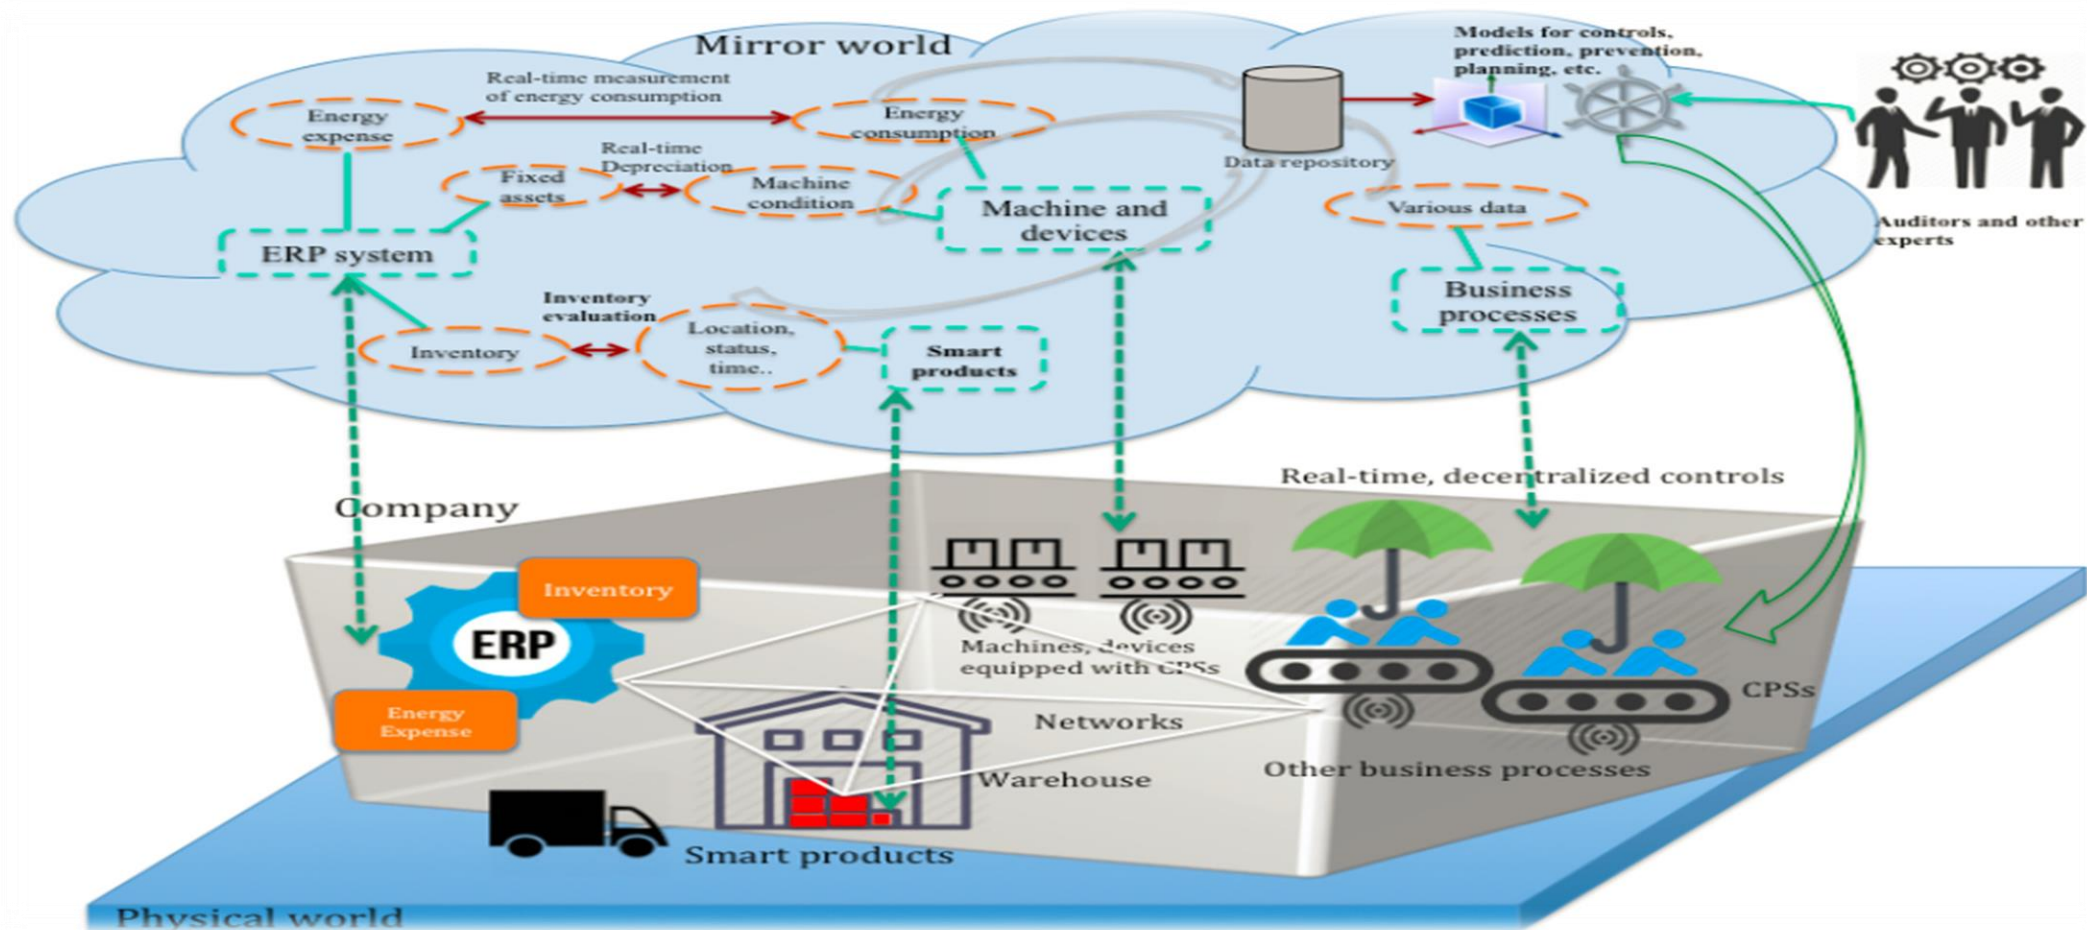 Mirror world
Models for controls,
prediction, prevention,
planning, etc.
Real-time measurement
of energy consumption
Energy
expense
Energy
consumption
Real-time
Depreciation
Fixed
assets
Machine
condition
Data repository
Machine and
devices
Various data
Auditors and other
experts
ERP system
Business
processes
Inventory
evaluation
Inventory
Location,
status,
time..
Smart
products
Company
Real-time, decentralized controls
Inventory
ERP
Energy
Expense
Machines, devices
equipped with CPSs
CPSs
Networks
Other business processes
Warehouse
Smart products
Physical world